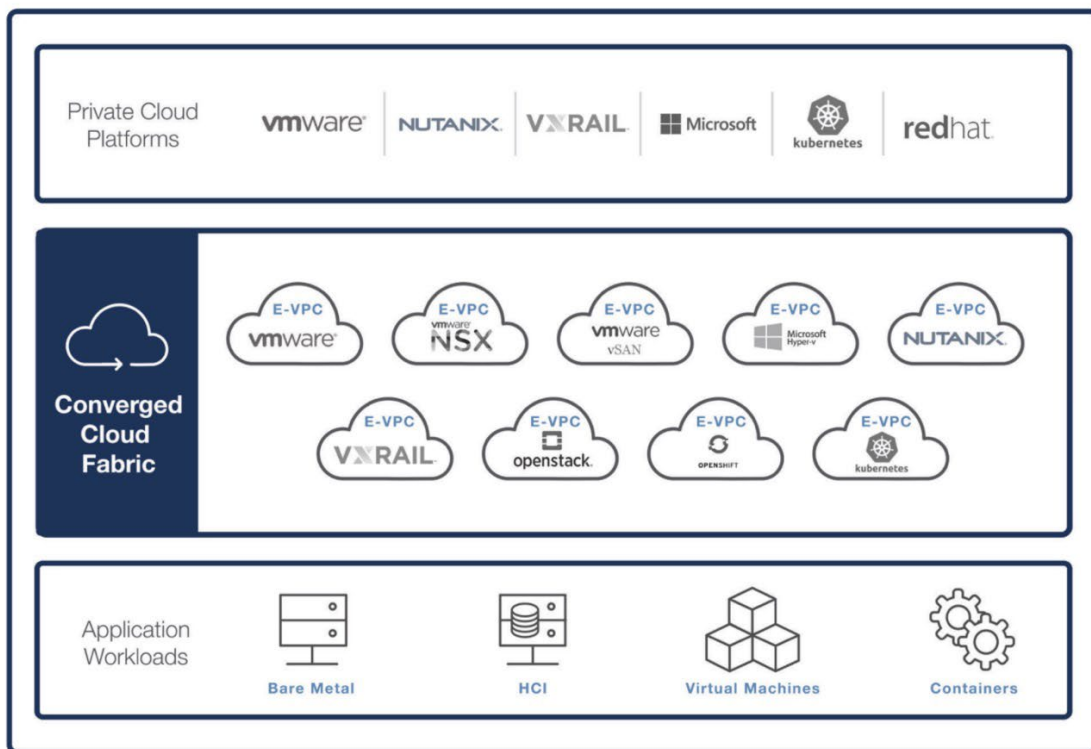 Private Cloud
Platforms
vmware®
NUTANIX.
VXRAIL
Microsoft
kubernetes
redhat.
Converged
Cloud
Fabric
E-VPC
vmware®
E-VPC
vmware®
NSX
E-VPC
vmware
vSAN
E-VPC
Microsoft
Hyper-v
E-VPC
NUTANIX.
E-VPC
VXRAIL
E-VPC
openstack.
E-VPC
OPENSHIFT
E-VPC
kubernetes
Application
Workloads
Bare Metal
HCI
Virtual Machines
Containers